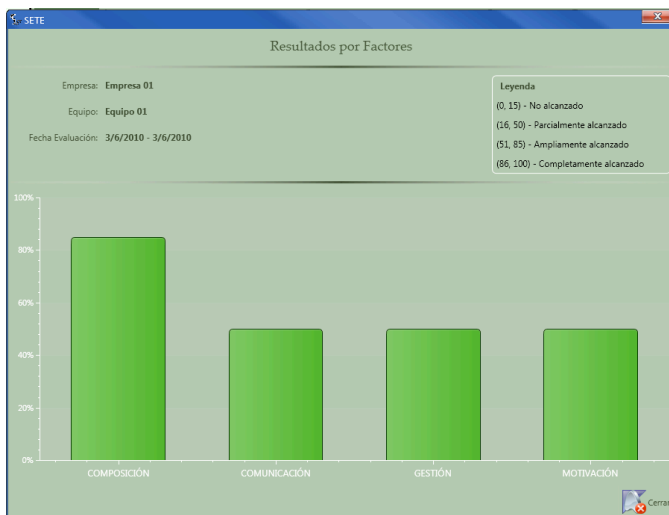 SETE
Resultados por Factores
Empresa: Empresa 01
Equipo: Equipo 01
Fecha Evaluación: 3/6/2010 - 3/6/2010
Leyenda
(0, 15) - No alcanzado
(16, 50) - Parcialmente alcanzado
(51, 85) - Ampliamente alcanzado
(86, 100) - Completamente alcanzado
100%
80%
60%
40%
20%
0%
COMPOSICIÓN COMUNICACIÓN GESTIÓN MOTIVACIÓN
Cerrar